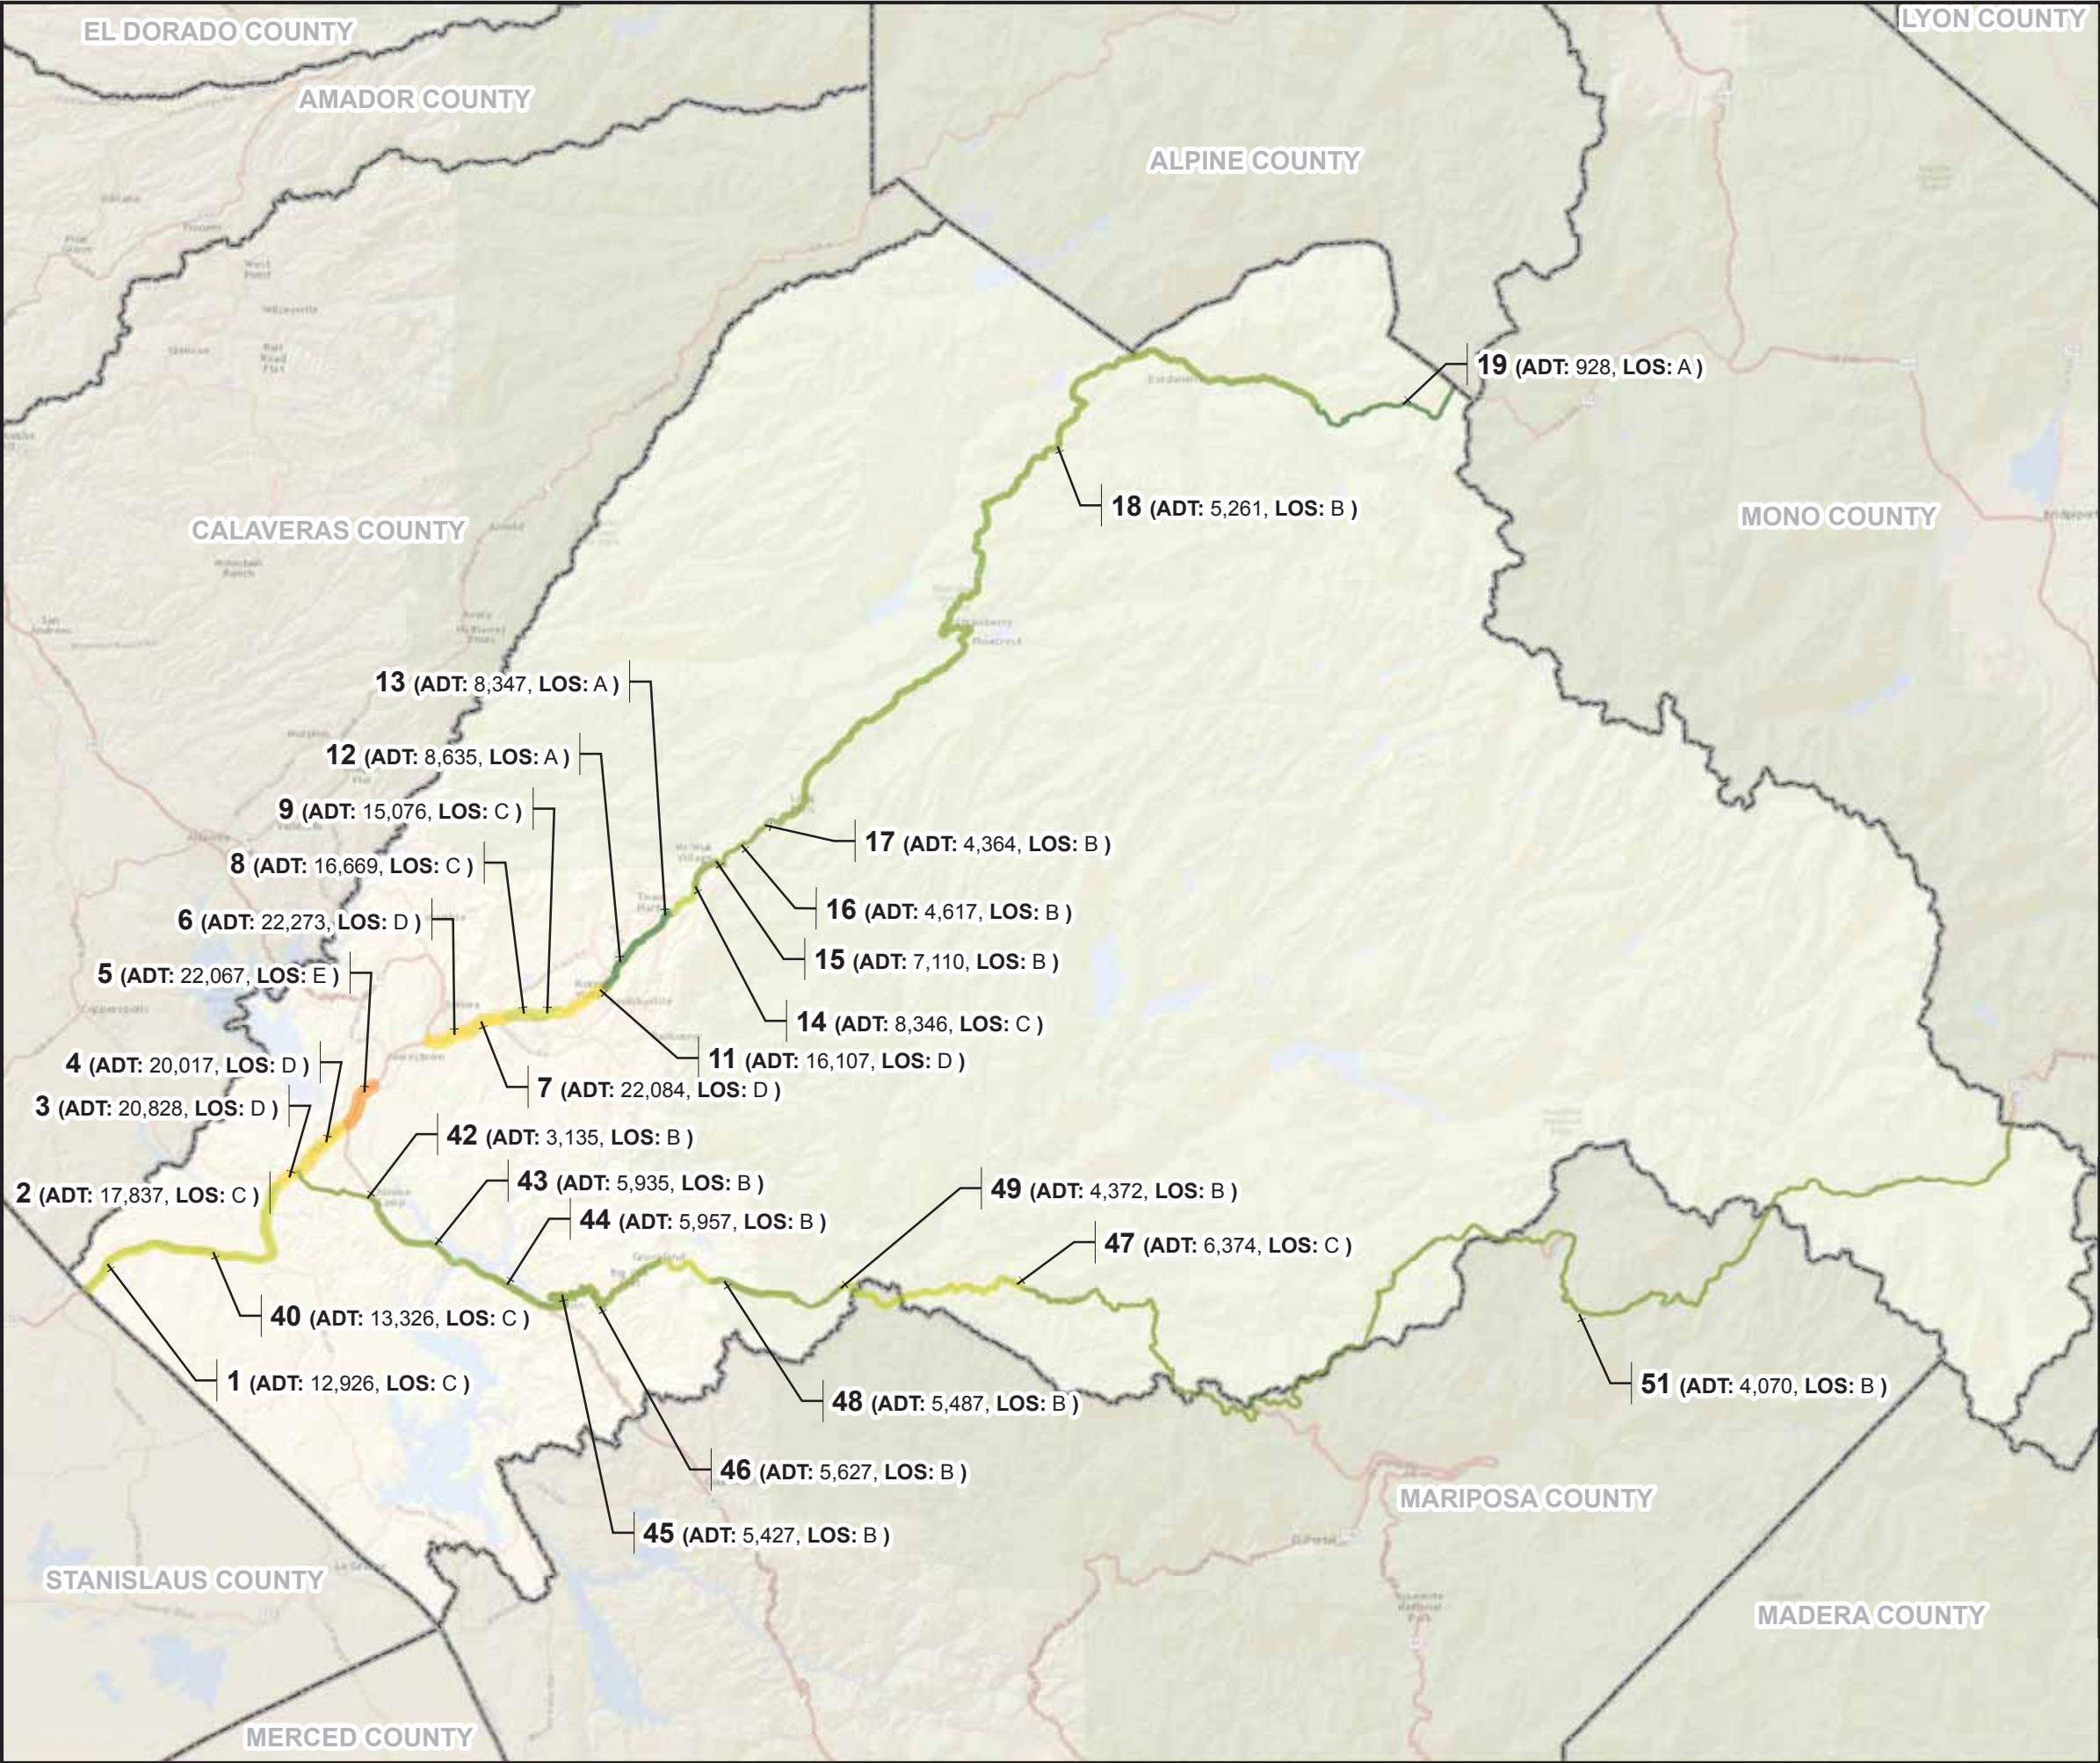 LYON COUNTY
EL DORADO COUNTY
AMADOR COUNTY
ALPINE COUNTY
19 (ADT: 928, LOS: A )
18 (ADT: 5,261, LOS: B )
MONO COUNTY
CALAVERAS COUNTY
13 (ADT: 8,347, LOS: A )
12 (ADT: 8,635, LOS: A )
9 (ADT: 15,076, LOS: C )
17 (ADT: 4,364, LOS: B )
8 (ADT: 16,669, LOS: C )
16 (ADT: 4,617, LOS: B )
6 (ADT: 22,273, LOS: D )
15 (ADT: 7,110, LOS: B )
5 (ADT: 22,067, LOS: E )
14 (ADT: 8,346, LOS: C )
11 (ADT: 16,107, LOS: D )
4 (ADT: 20,017, LOS: D )
7 (ADT: 22,084, LOS: D )
3 (ADT: 20,828, LOS: D )
42 (ADT: 3,135, LOS: B )
43 (ADT: 5,935, LOS: B )
49 (ADT: 4,372, LOS: B )
2 (ADT: 17,837, LOS: C )
44 (ADT: 5,957, LOS: B )
47 (ADT: 6,374, LOS: C )
40 (ADT: 13,326, LOS: C )
1 (ADT: 12,926, LOS: C )
51 (ADT: 4,070, LOS: B )
48 (ADT: 5,487, LOS: B )
46 (ADT: 5,627, LOS: B )
MARIPOSA COUNTY
45 (ADT: 5,427, LOS: B )
STANISLAUS COUNTY
MADERA COUNTY
MERCED COUNTY